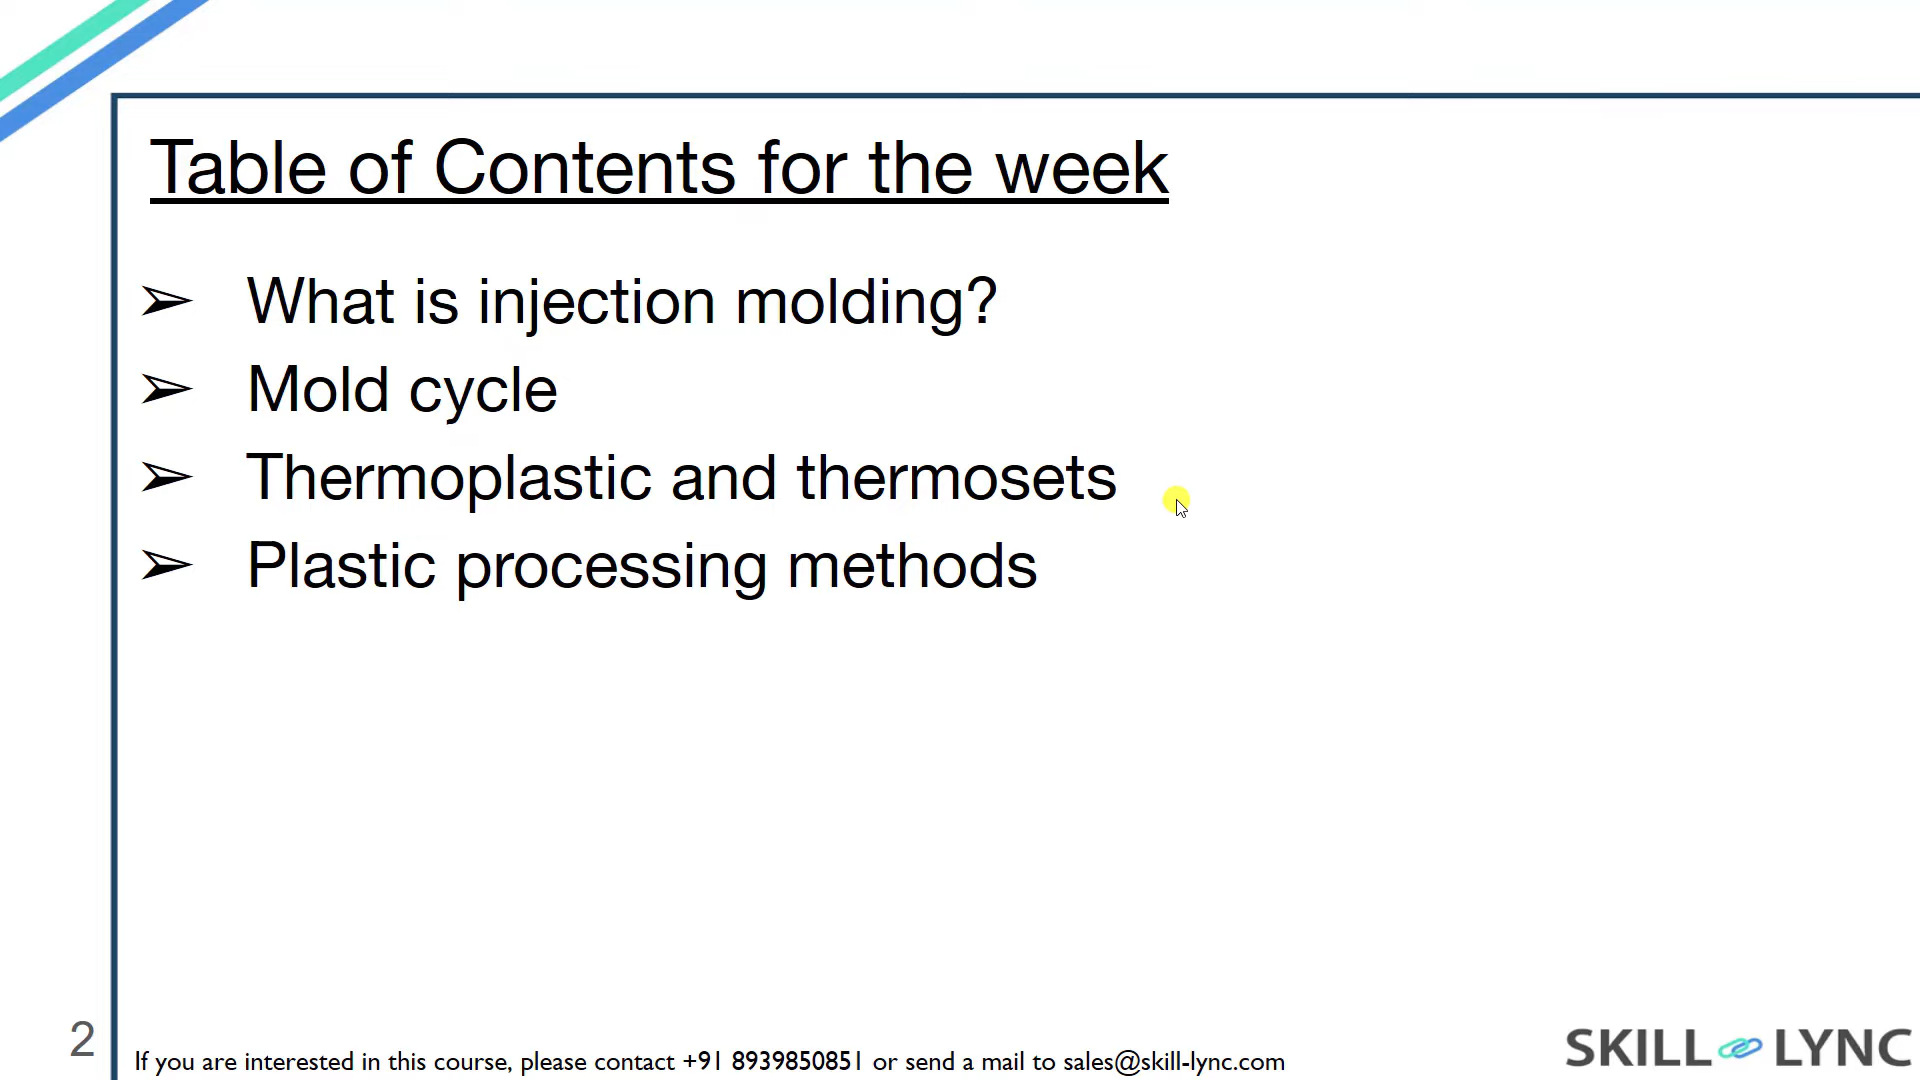 Table of Contents for the week
➢ What is injection molding?
➢ Mold cycle
➢ Thermoplastic and thermosets
➢ Plastic processing methods
2
If you are interested in this course, please contact +91 8939850851 or send a mail to sales@skill-lync.com
SKILL LYNC